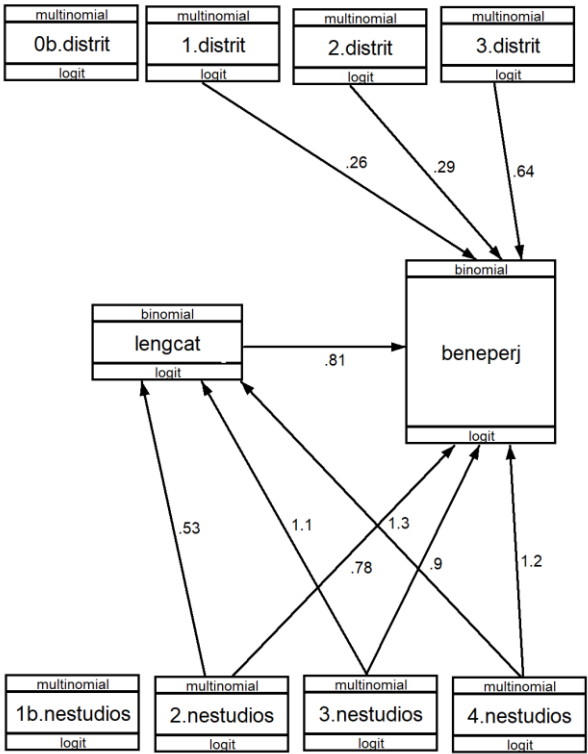 multinomial
0b.distrit
logit
multinomial
1.distrit
logit
multinomial
2.distrit
logit
multinomial
3.distrit
logit
.26
.29
.64
binomial
beneperj
logit
binomial
lengcat
logit
.81
.53
1.1
.78
1.3
.9
1.2
multinomial
1b.nestudios
logit
multinomial
2.nestudios
logit
multinomial
3.nestudios
logit
multinomial
4.nestudios
logit